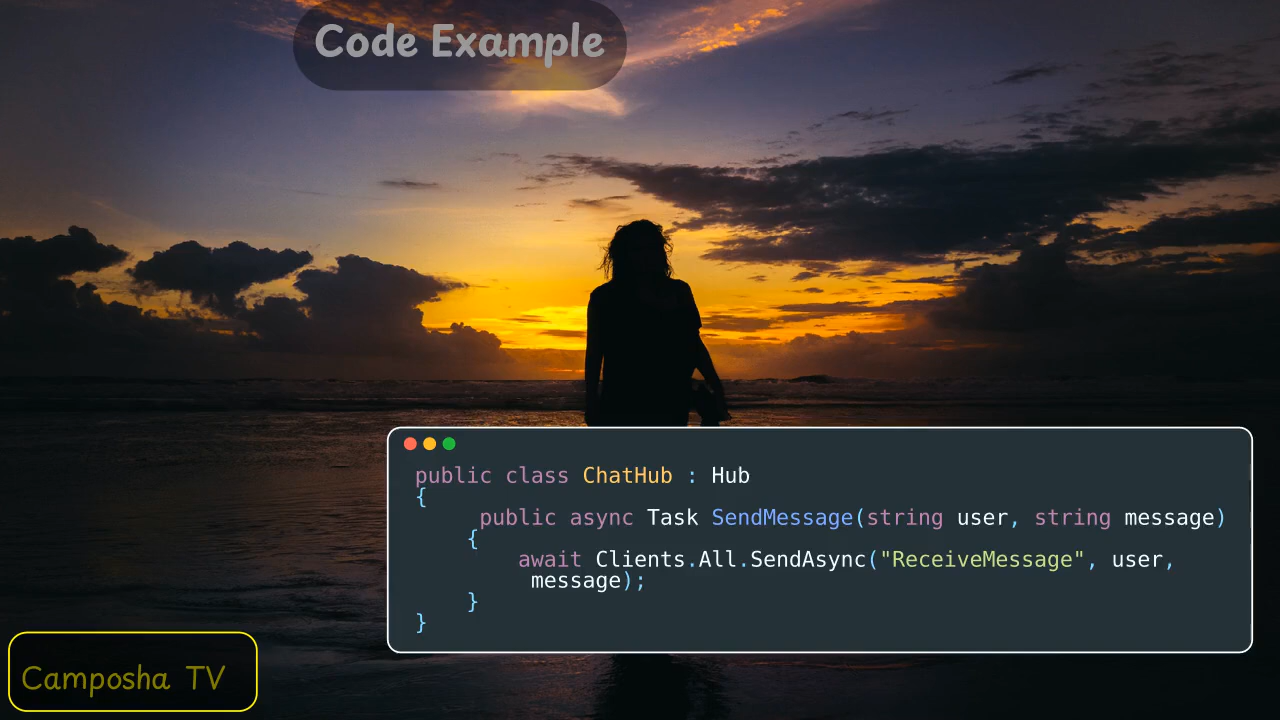 Code Example
public class ChatHub : Hub
{
public async Task SendMessage(string user, string message)
{
await Clients.All.SendAsync("ReceiveMessage", user,
message);
}
}
Camposha TV